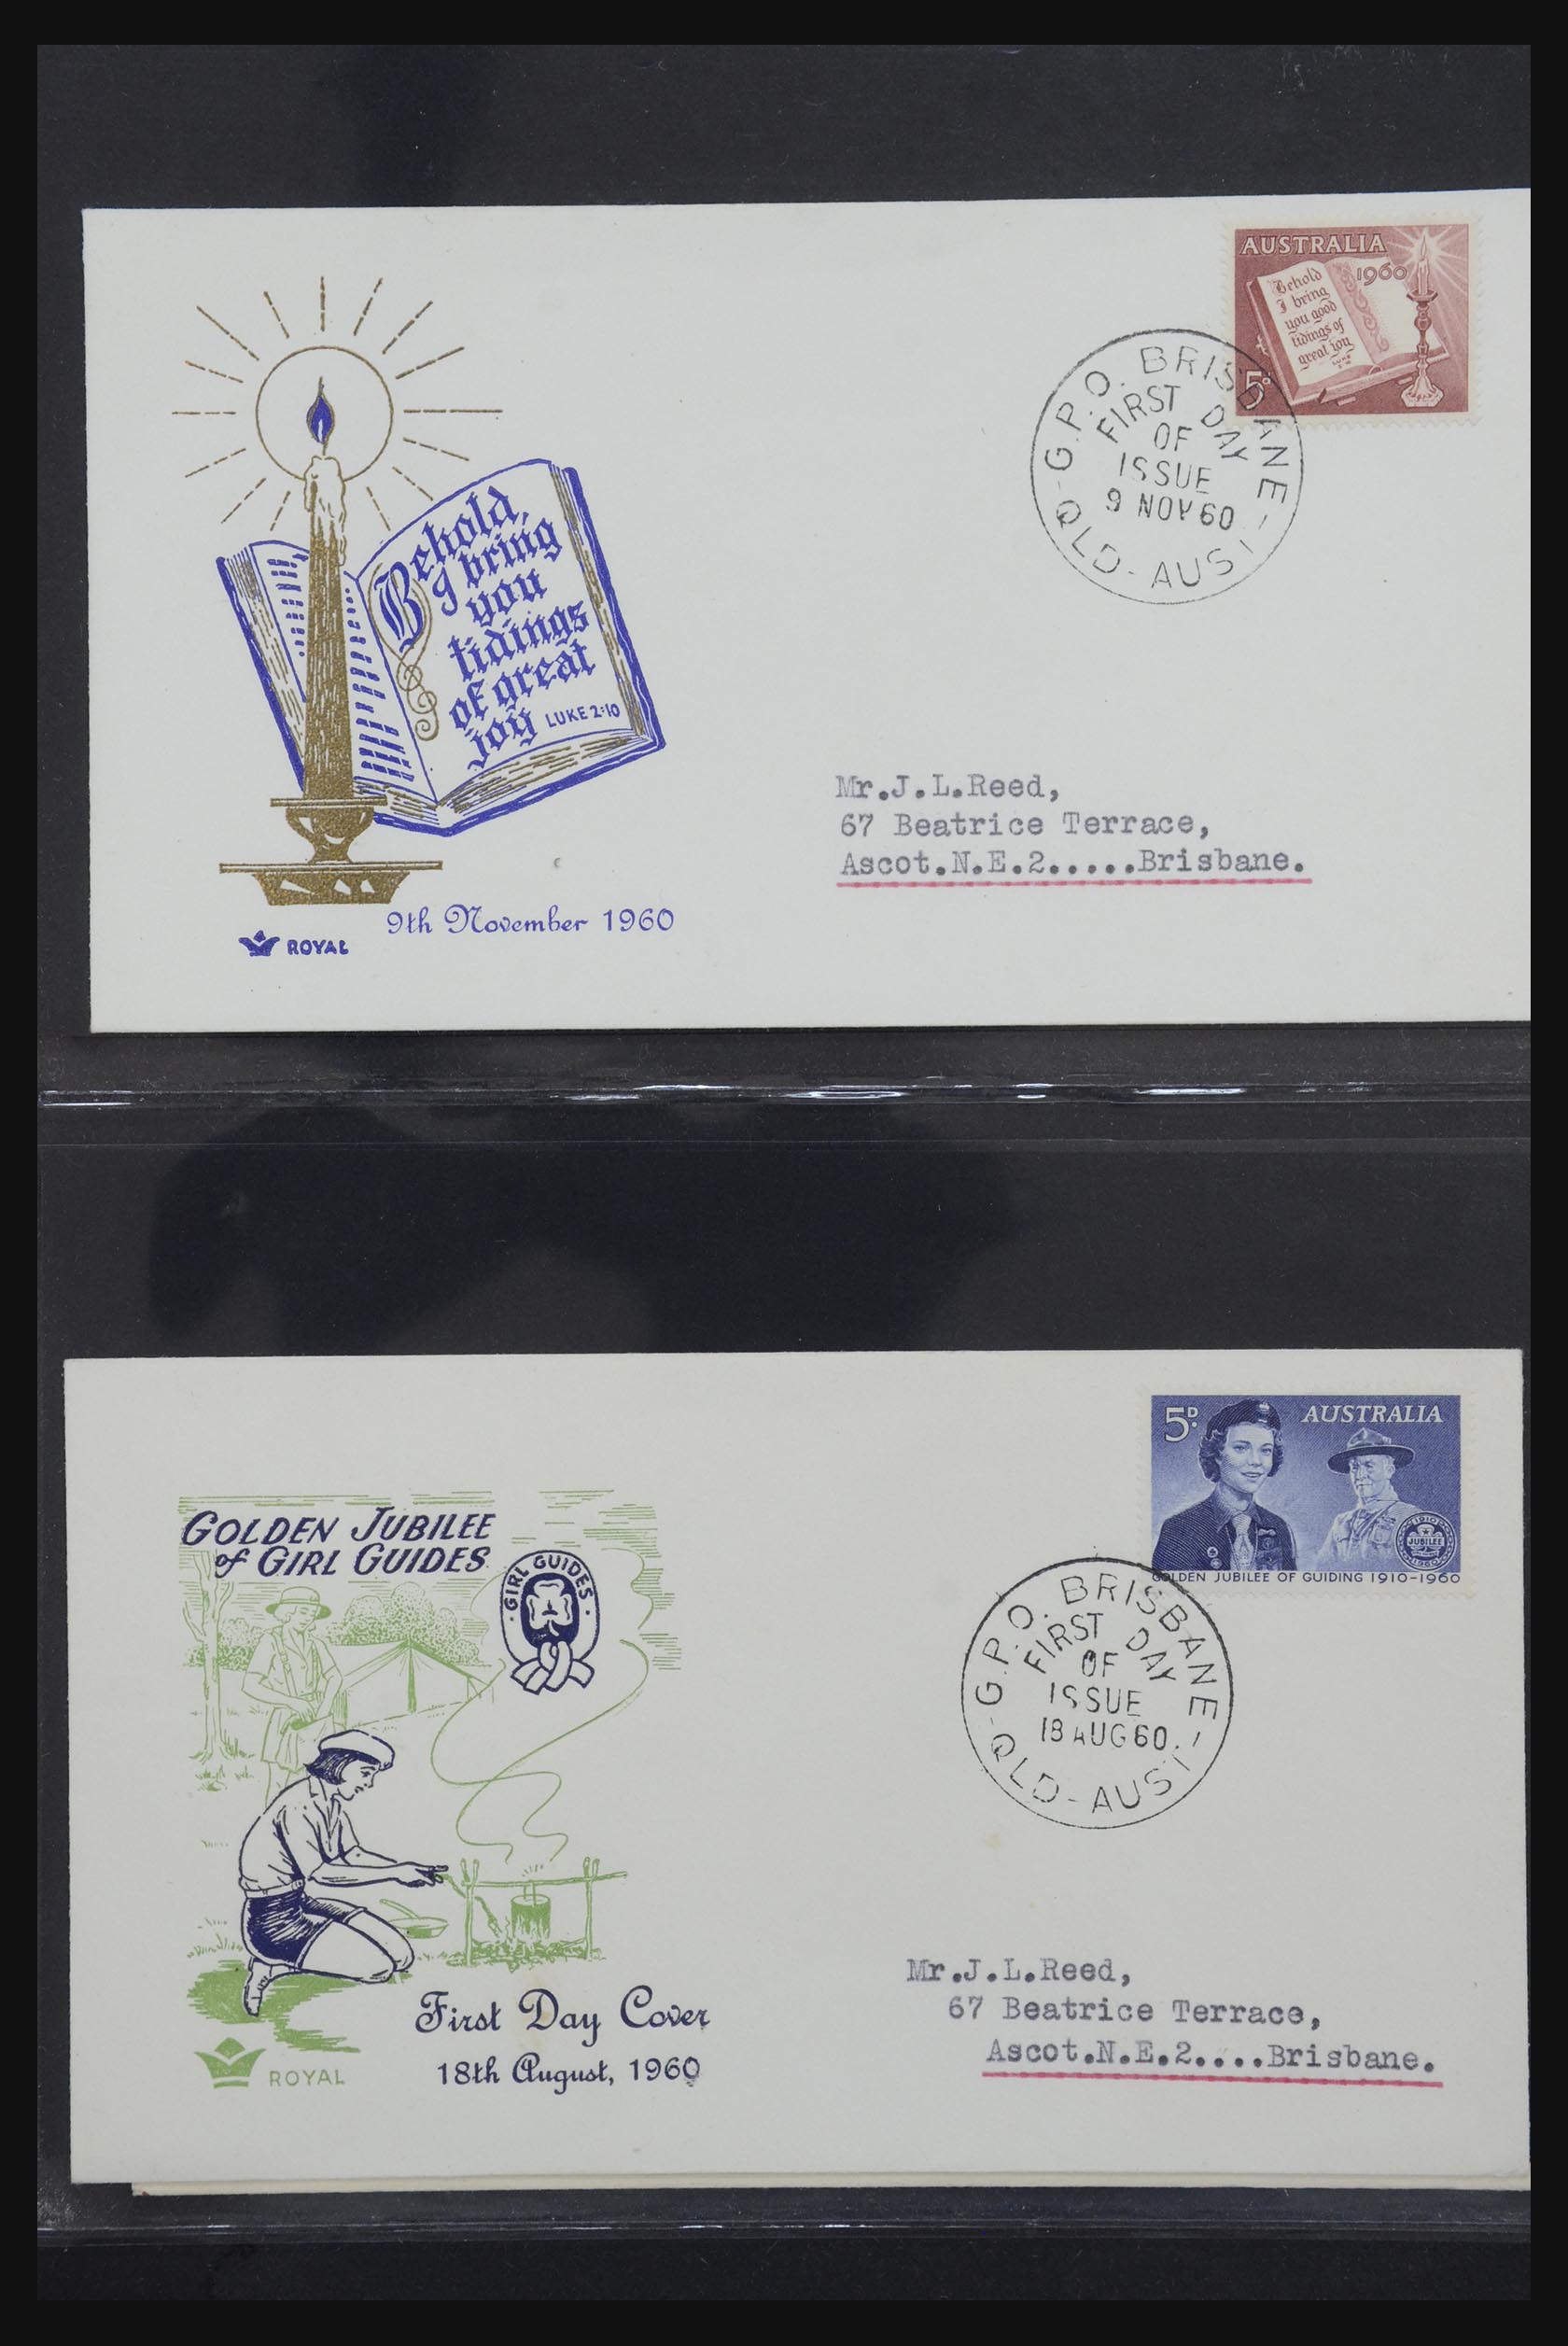 AUSTRALIA
1960
Behold
I bring
you good
tidings of
great joy
5D
G.P.O. BRISBANE
FIRST DAY
OF
ISSUE
9 NOV 60
QLD-AUST
Behold,
I bring
you
tidings
of great
joy LUKE 2:10
Mr.J.L.Reed,
67 Beatrice Terrace,
Ascot.N.E.2.....Brisbane.
9th November 1960
ROYAL
5D. AUSTRALIA
1910
JUBILEE
1960
GOLDEN JUBILEE OF GUIDING 1910-1960
GOLDEN JUBILEE
of GIRL GUIDES
GIRL GUIDES
G.P.O. BRISBANE
FIRST DAY
OF
ISSUE
18 AUG 60
QLD-AUST
Mr.J.L.Reed,
67 Beatrice Terrace,
Ascot.N.E.2....Brisbane.
First Day Cover
18th August, 1960
ROYAL